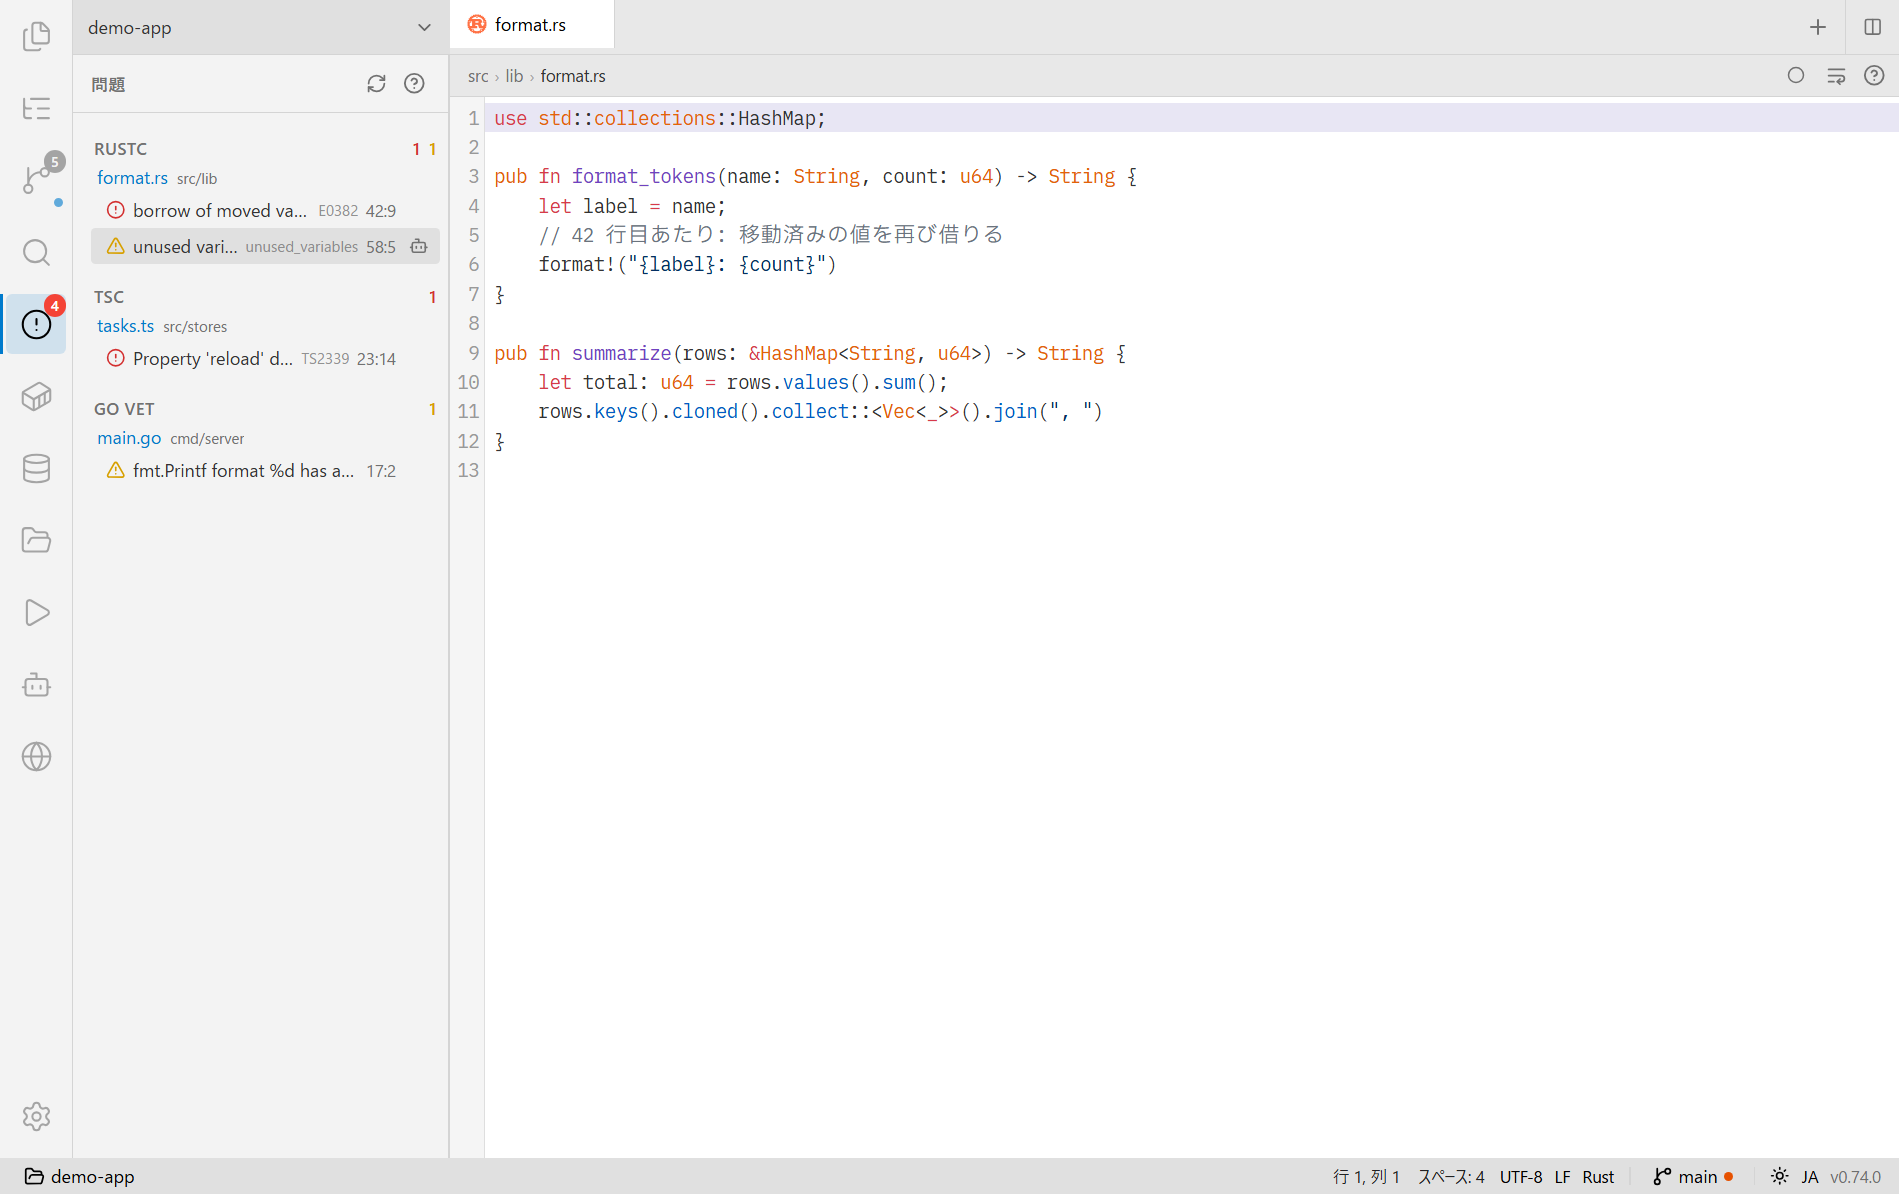 demo-app
format.rs
問題
src › lib › format.rs
5
4
RUSTC 1 1
format.rs src/lib
borrow of moved va... E0382 42:9
unused vari... unused_variables 58:5
TSC 1
tasks.ts src/stores
Property 'reload' d... TS2339 23:14
GO VET 1
main.go cmd/server
fmt.Printf format %d has a... 17:2
1 use std::collections::HashMap;
2
3 pub fn format_tokens(name: String, count: u64) -> String {
4     let label = name;
5     // 42 行目あたり: 移動済みの値を再び借りる
6     format!("{label}: {count}")
7 }
8
9 pub fn summarize(rows: &HashMap<String, u64>) -> String {
10     let total: u64 = rows.values().sum();
11     rows.keys().cloned().collect::<Vec<_>>().join(", ")
12 }
13
demo-app
行 1, 列 1 スペース: 4 UTF-8 LF Rust main JA v0.74.0